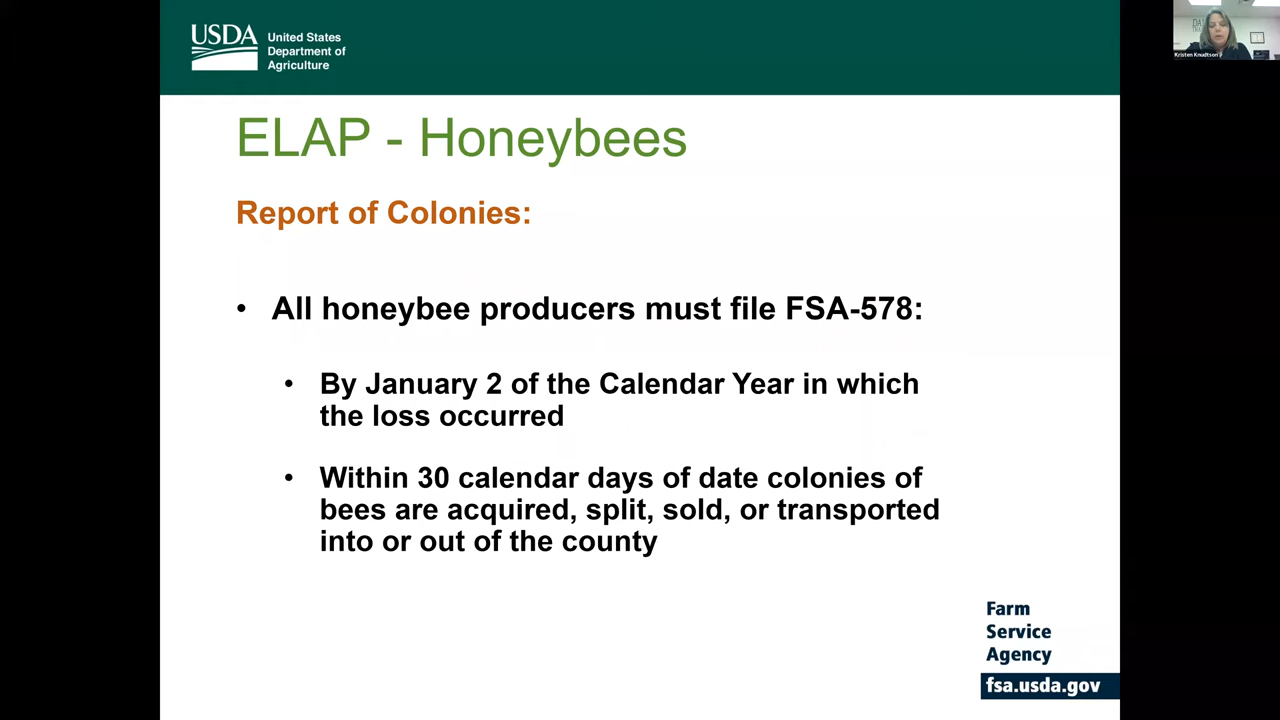 USDA
United States
Department of
Agriculture
Kristen Knudtson
ELAP - Honeybees
Report of Colonies:
• All honeybee producers must file FSA-578:
• By January 2 of the Calendar Year in which
the loss occurred
• Within 30 calendar days of date colonies of
bees are acquired, split, sold, or transported
into or out of the county
Farm
Service
Agency
fsa.usda.gov